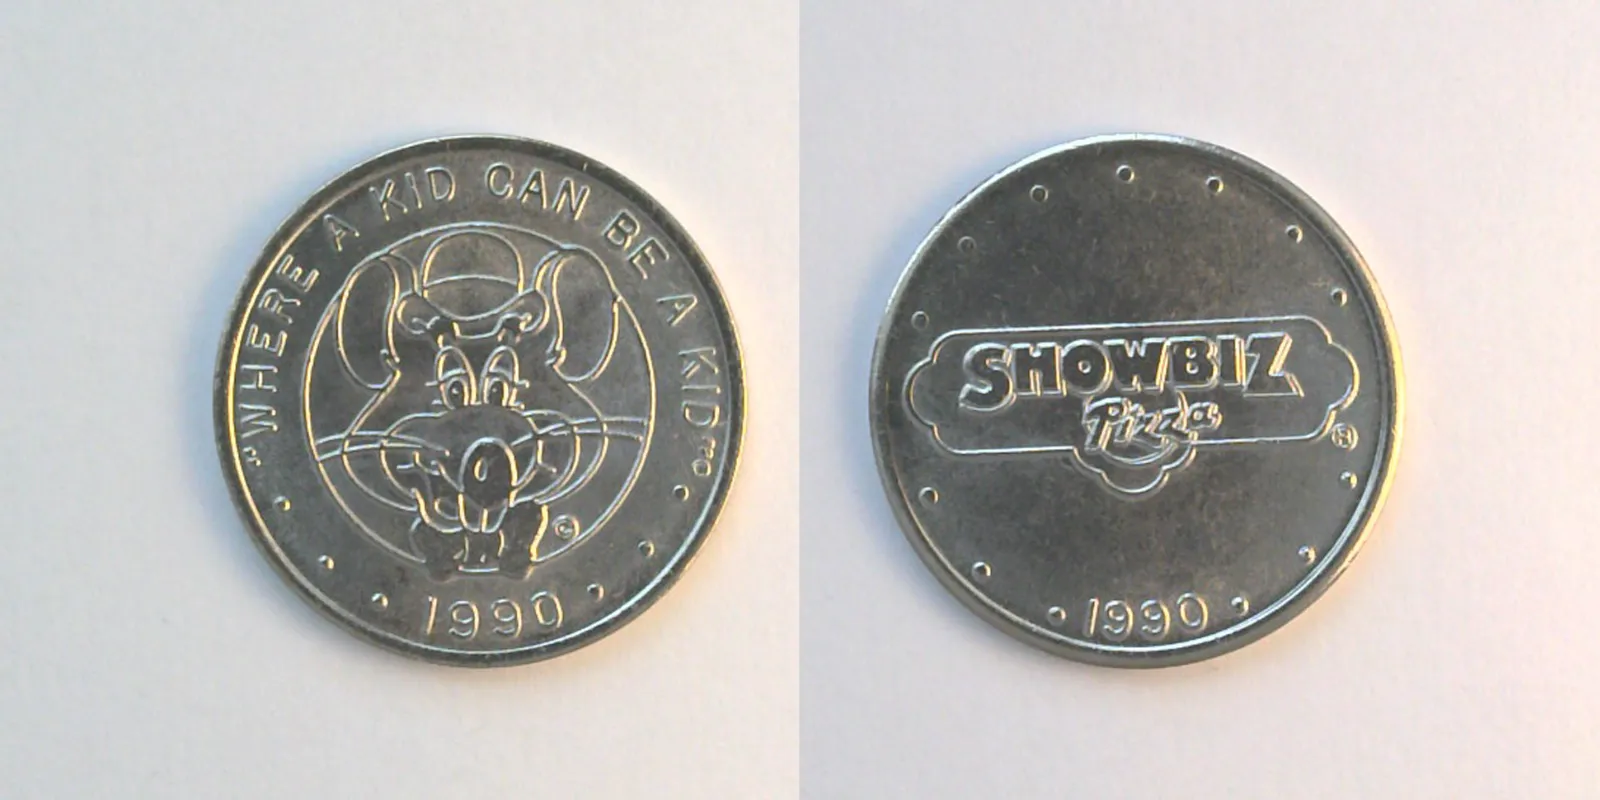 "WHERE A KID CAN BE A KID"®
©
1990
SHOWBIZ
Pizza
®
1990